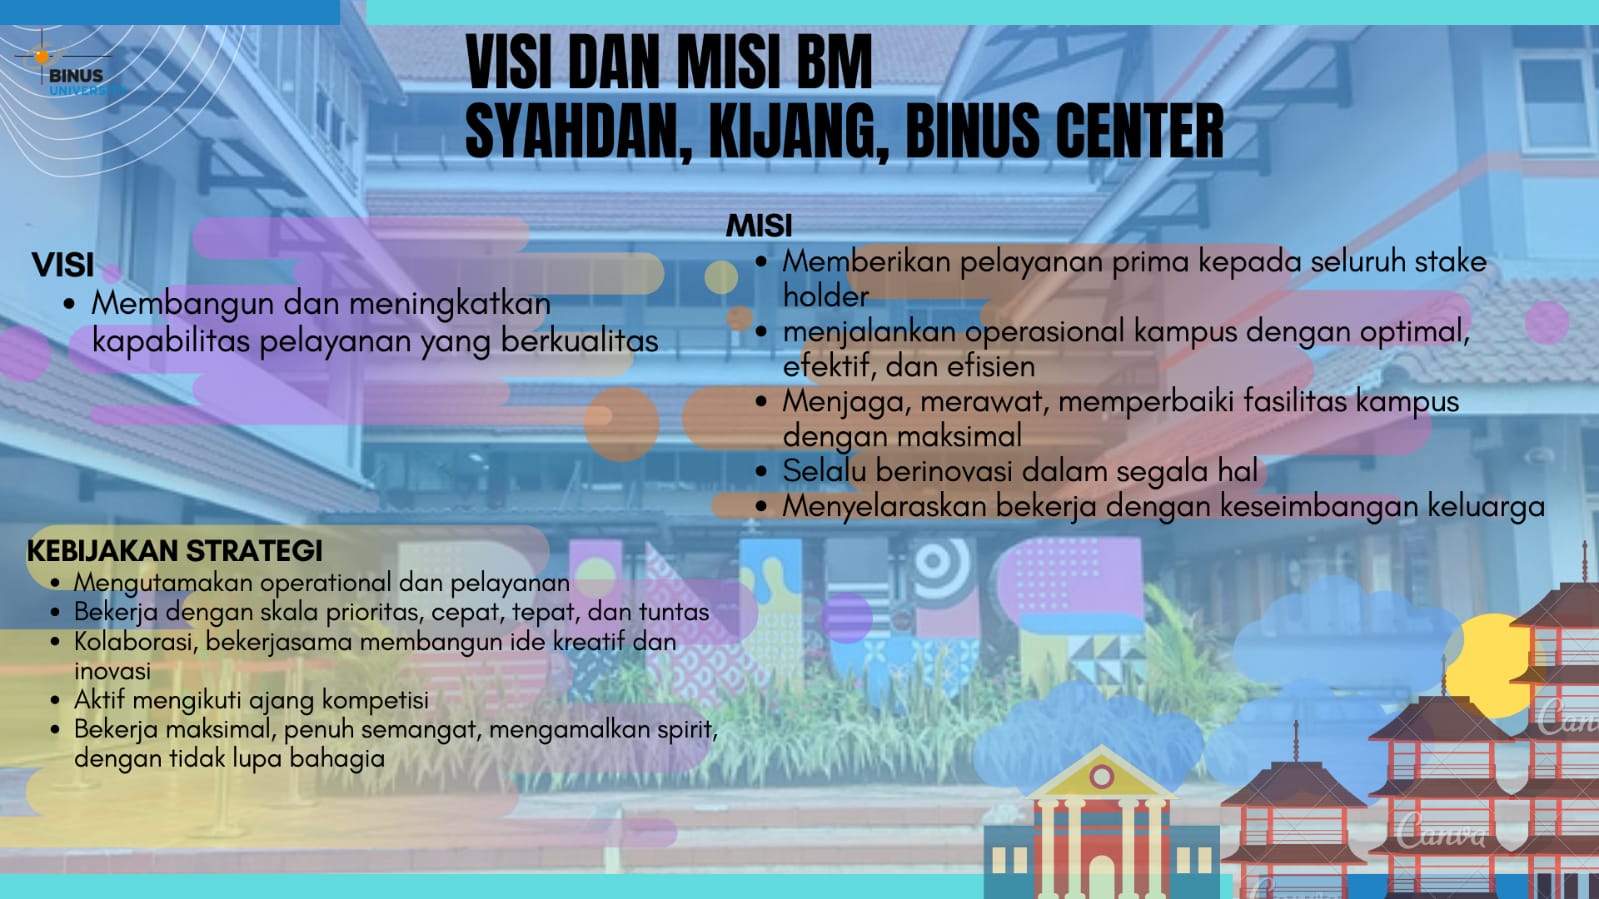 BINUS
UNIVERSITY
VISI DAN MISI BM
SYAHDAN, KIJANG, BINUS CENTER
VISI
• Membangun dan meningkatkan
kapabilitas pelayanan yang berkualitas
MISI
• Memberikan pelayanan prima kepada seluruh stake
holder
• menjalankan operasional kampus dengan optimal,
efektif, dan efisien
• Menjaga, merawat, memperbaiki fasilitas kampus
dengan maksimal
• Selalu berinovasi dalam segala hal
• Menyelaraskan bekerja dengan keseimbangan keluarga
KEBIJAKAN STRATEGI
• Mengutamakan operational dan pelayanan
• Bekerja dengan skala prioritas, cepat, tepat, dan tuntas
• Kolaborasi, bekerjasama membangun ide kreatif dan
inovasi
• Aktif mengikuti ajang kompetisi
• Bekerja maksimal, penuh semangat, mengamalkan spirit,
dengan tidak lupa bahagia
Canva